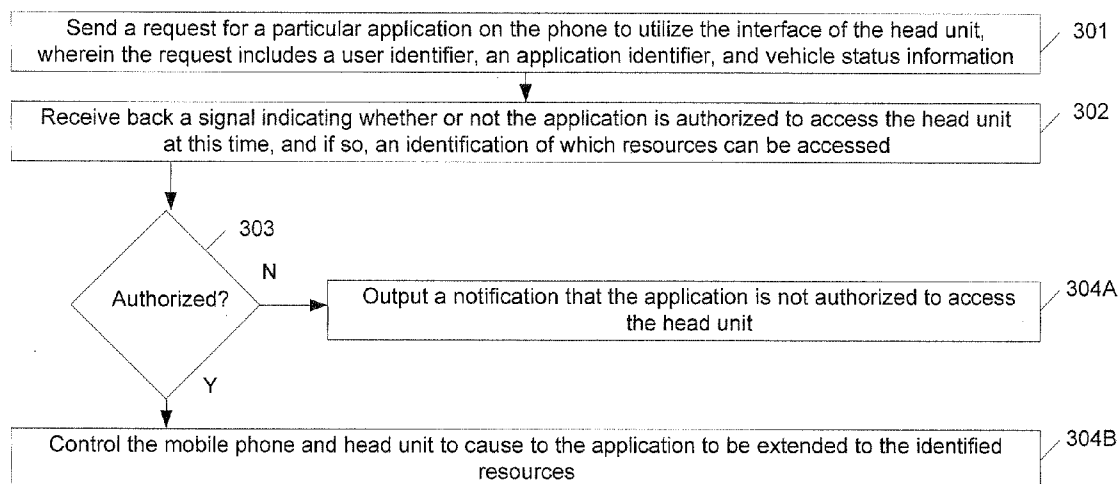 Send a request for a particular application on the phone to utilize the interface of the head unit,
wherein the request includes a user identifier, an application identifier, and vehicle status information
301
Receive back a signal indicating whether or not the application is authorized to access the head unit
at this time, and if so, an identification of which resources can be accessed
302
303
Authorized?
N
Output a notification that the application is not authorized to access
the head unit
304A
Y
Control the mobile phone and head unit to cause to the application to be extended to the identified
resources
304B